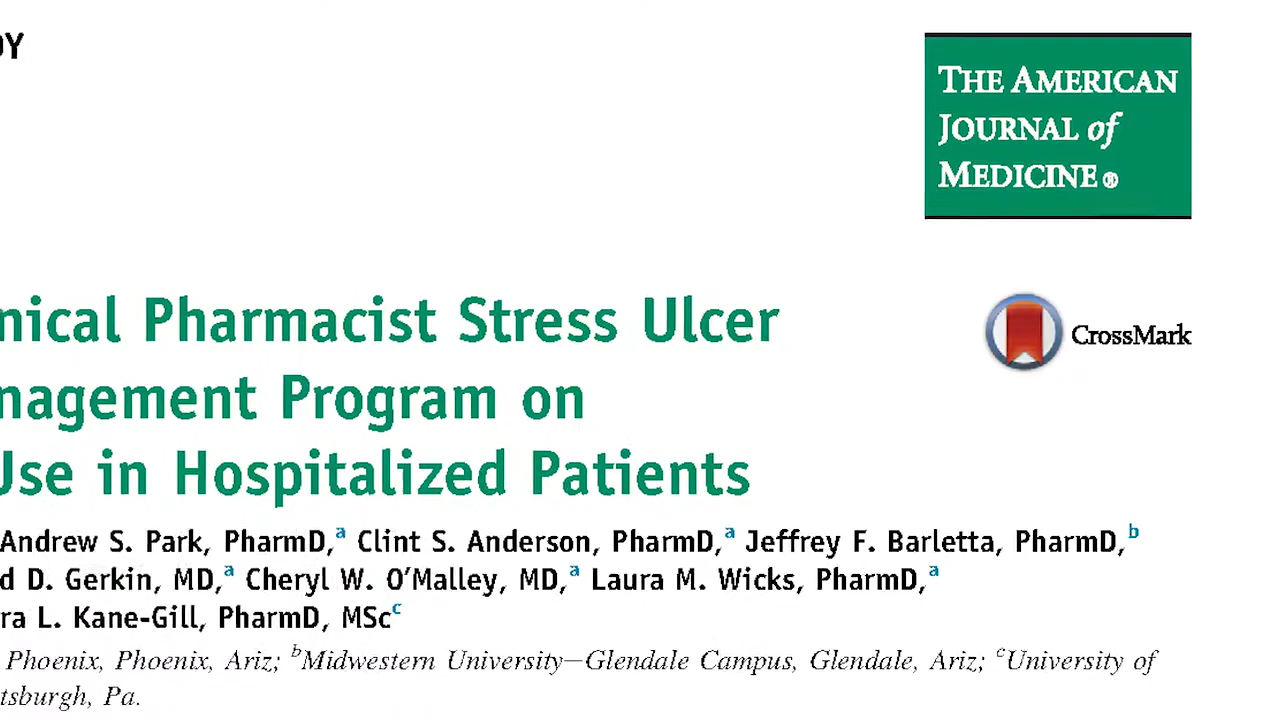 DY
THE AMERICAN
JOURNAL of
MEDICINE®
nical Pharmacist Stress Ulcer
CrossMark
nagement Program on
Use in Hospitalized Patients
Andrew S. Park, PharmD,a Clint S. Anderson, PharmD,a Jeffrey F. Barletta, PharmD,b
d D. Gerkin, MD,a Cheryl W. O’Malley, MD,a Laura M. Wicks, PharmD,a
ra L. Kane-Gill, PharmD, MScc
Phoenix, Phoenix, Ariz; bMidwestern University—Glendale Campus, Glendale, Ariz; cUniversity of
tsburgh, Pa.